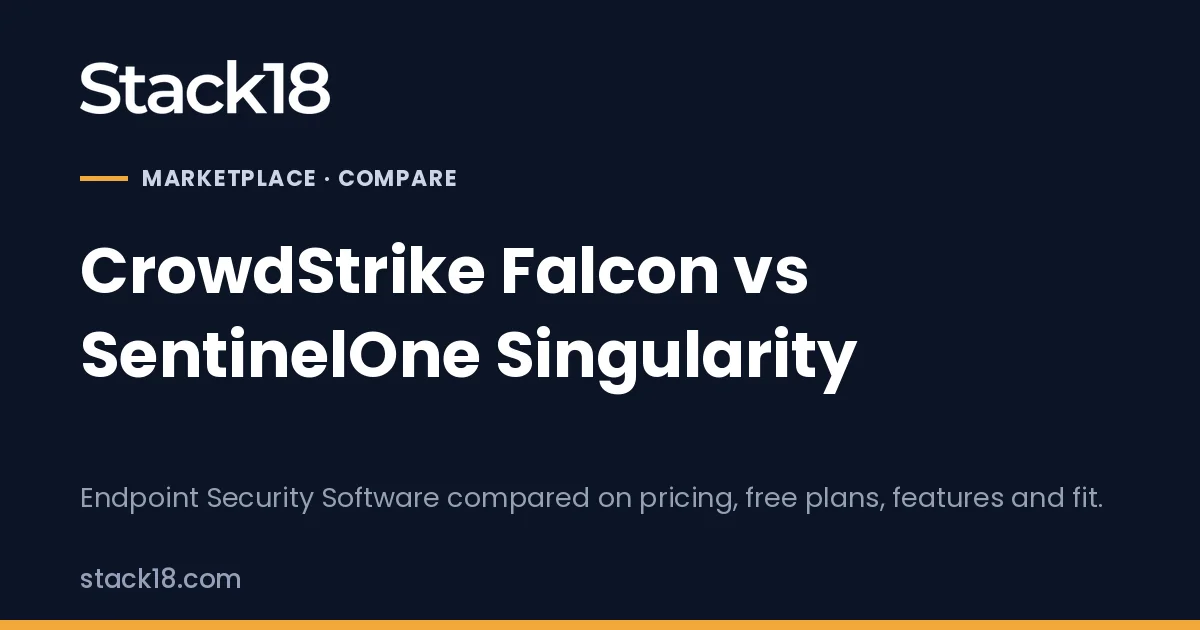 Stack18
MARKETPLACE · COMPARE
CrowdStrike Falcon vs
SentinelOne Singularity
Endpoint Security Software compared on pricing, free plans, features and fit.
stack18.com